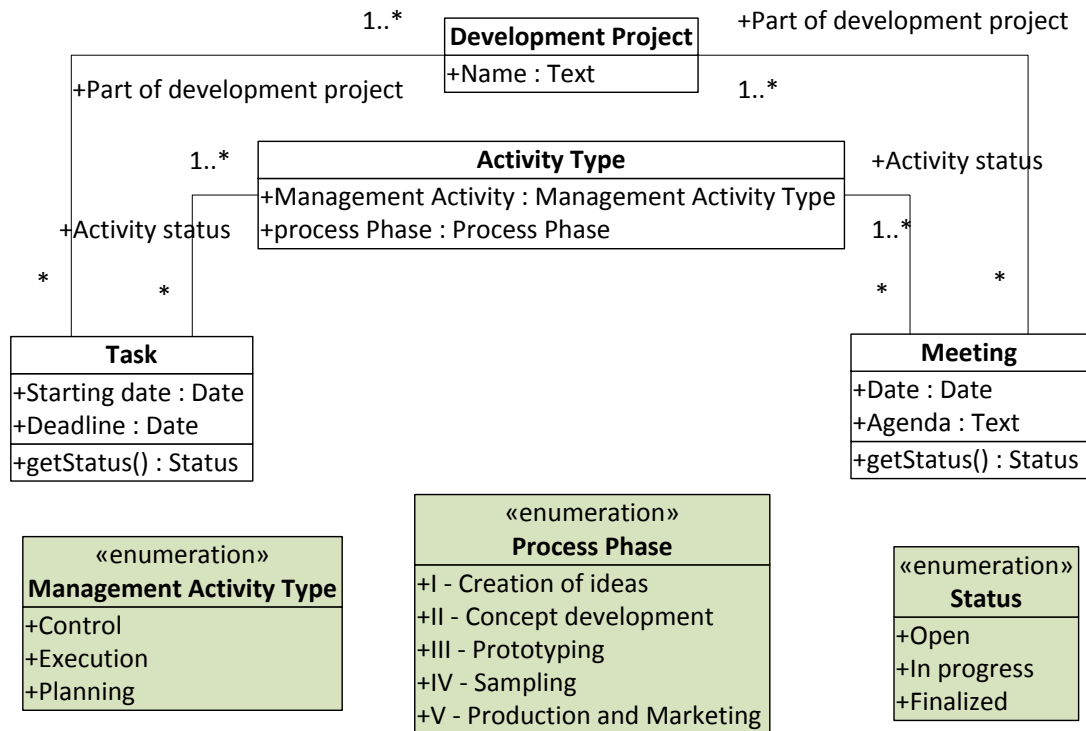 1..*
Development Project
+Part of development project
+Name : Text
+Part of development project
1..*
1..*
Activity Type
+Activity status
+Management Activity : Management Activity Type
+process Phase : Process Phase
+Activity status
1..*
*
*
*
*
Task
+Starting date : Date
+Deadline : Date
+getStatus() : Status
Meeting
+Date : Date
+Agenda : Text
+getStatus() : Status
«enumeration»
Management Activity Type
+Control
+Execution
+Planning
«enumeration»
Process Phase
+I - Creation of ideas
+II - Concept development
+III - Prototyping
+IV - Sampling
+V - Production and Marketing
«enumeration»
Status
+Open
+In progress
+Finalized